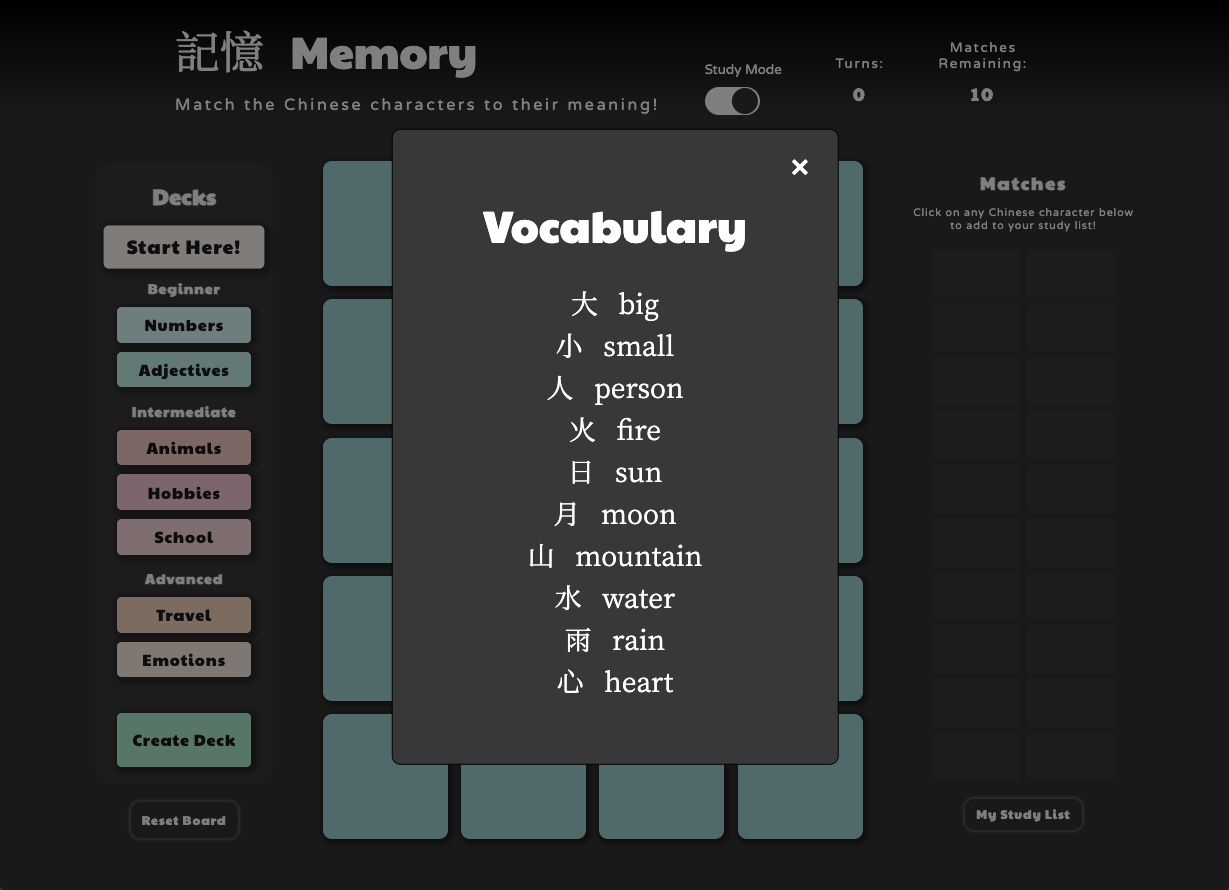 記憶 Memory
Match the Chinese characters to their meaning!
Study Mode
Turns:
0
Matches
Remaining:
10
Decks
Start Here!
Beginner
Numbers
Adjectives
Intermediate
Animals
Hobbies
School
Advanced
Travel
Emotions
Create Deck
Reset Board
×
Vocabulary
大 big
小 small
人 person
火 fire
日 sun
月 moon
山 mountain
水 water
雨 rain
心 heart
Matches
Click on any Chinese character below
to add to your study list!
My Study List